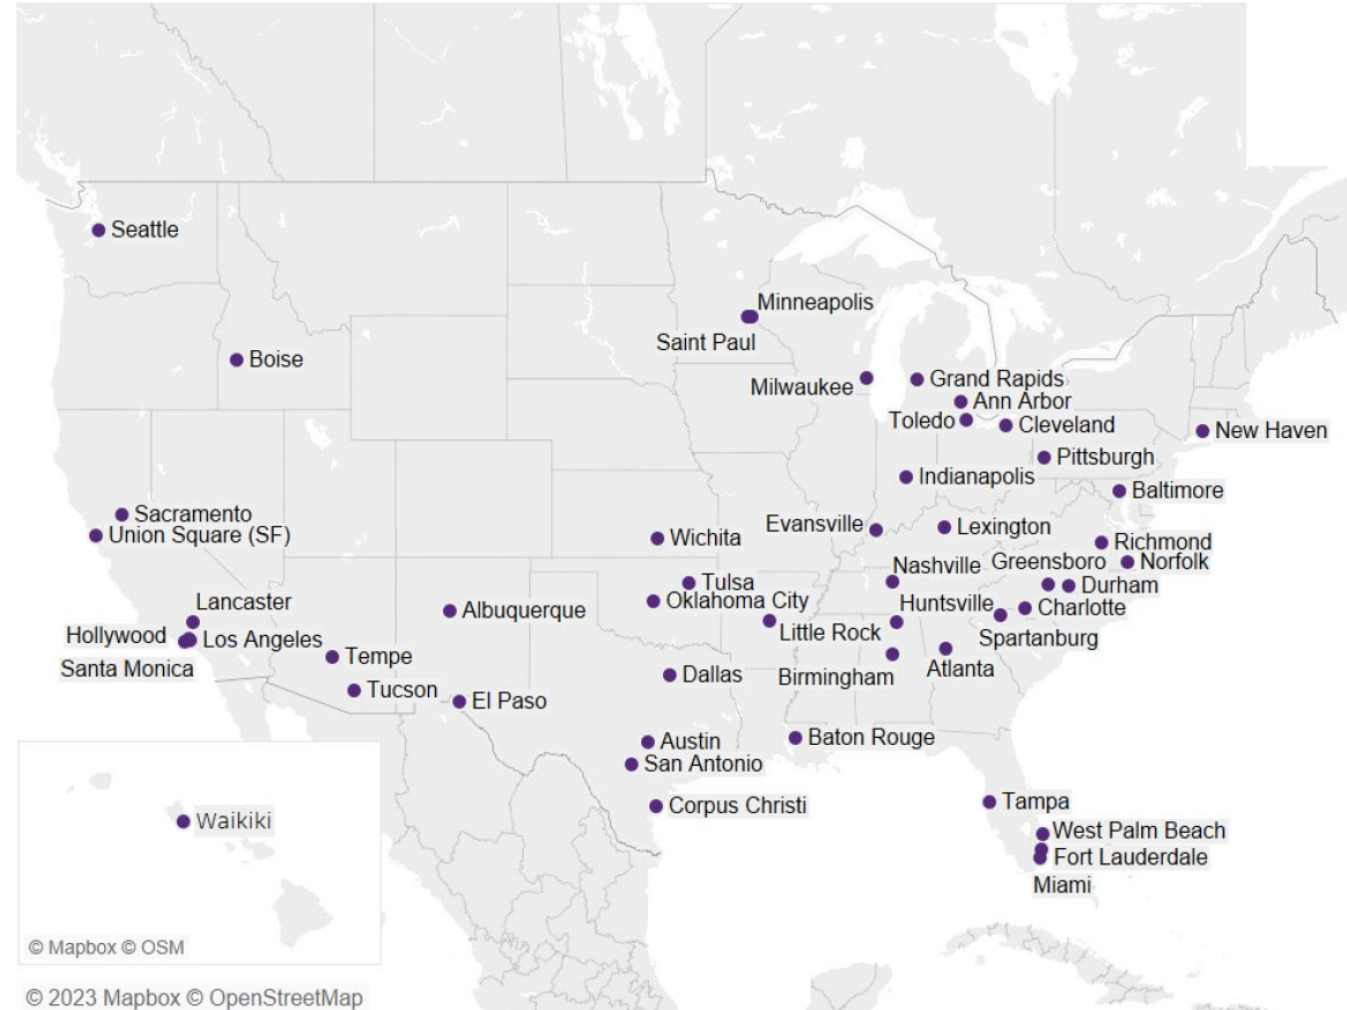 Seattle
Minneapolis
Saint Paul
Boise
Milwaukee
Grand Rapids
Ann Arbor
Toledo
Cleveland
New Haven
Pittsburgh
Indianapolis
Baltimore
Sacramento
Union Square (SF)
Wichita
Evansville
Lexington
Richmond
Greensboro
Norfolk
Nashville
Tulsa
Durham
Oklahoma City
Lancaster
Huntsville
Charlotte
Albuquerque
Little Rock
Hollywood
Los Angeles
Spartanburg
Santa Monica
Tempe
Atlanta
Dallas
Birmingham
Tucson
El Paso
Austin
Baton Rouge
San Antonio
Corpus Christi
Tampa
Waikiki
West Palm Beach
Fort Lauderdale
Miami
© Mapbox © OSM
© 2023 Mapbox © OpenStreetMap